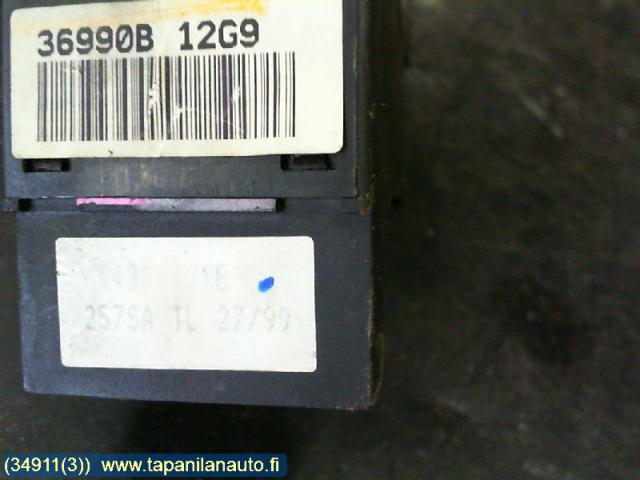 36990B 12G9
257SA TL 27/99
(34911(3)) www.tapanilanauto.fi